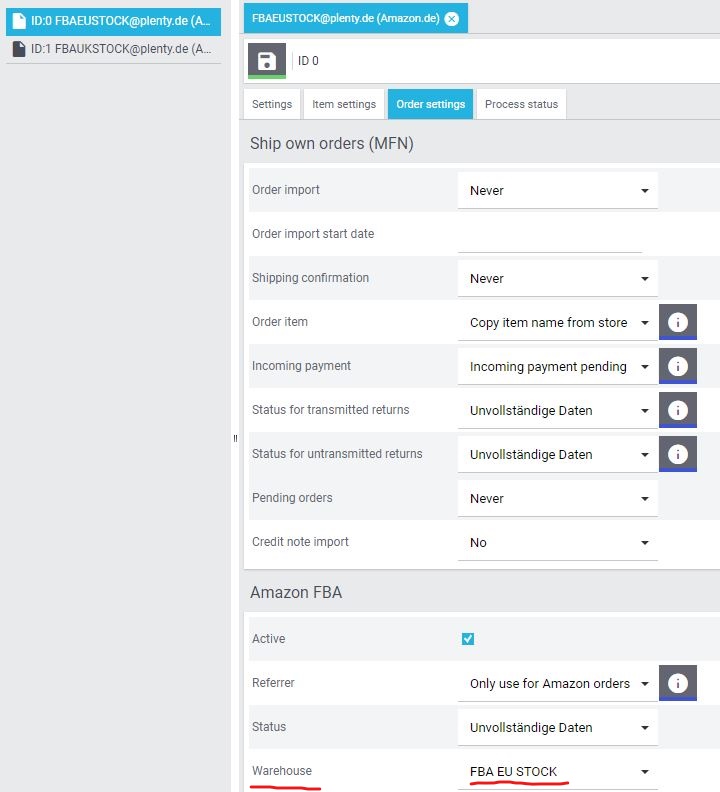 ID:0 FBAEUSTOCK@plenty.de (A...
ID:1 FBAUKSTOCK@plenty.de (A...
FBAEUSTOCK@plenty.de (Amazon.de)
ID 0
Settings
Item settings
Order settings
Process status
Ship own orders (MFN)
Order import Never
Order import start date
Shipping confirmation Never
Order item Copy item name from store
Incoming payment Incoming payment pending
Status for transmitted returns Unvollständige Daten
Status for untransmitted returns Unvollständige Daten
Pending orders Never
Credit note import No
Amazon FBA
Active
Referrer Only use for Amazon orders
Status Unvollständige Daten
Warehouse FBA EU STOCK